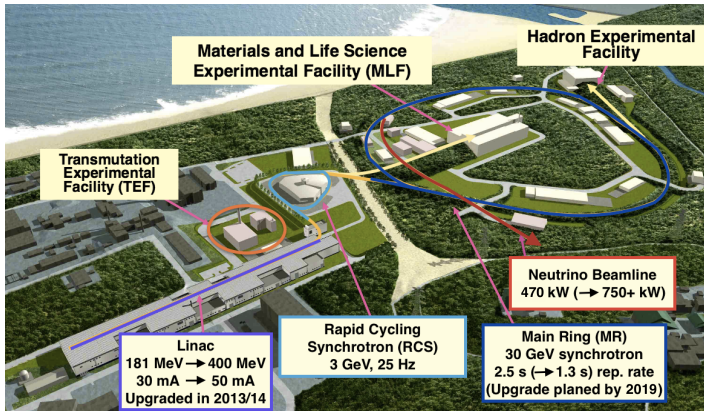 Hadron Experimental
Facility
Materials and Life Science
Experimental Facility (MLF)
Transmutation
Experimental
Facility (TEF)
Neutrino Beamline
470 kW (→ 750+ kW)
Linac
181 MeV → 400 MeV
30 mA → 50 mA
Upgraded in 2013/14
Rapid Cycling
Synchrotron (RCS)
3 GeV, 25 Hz
Main Ring (MR)
30 GeV synchrotron
2.5 s (→1.3 s) rep. rate
(Upgrade planed by 2019)